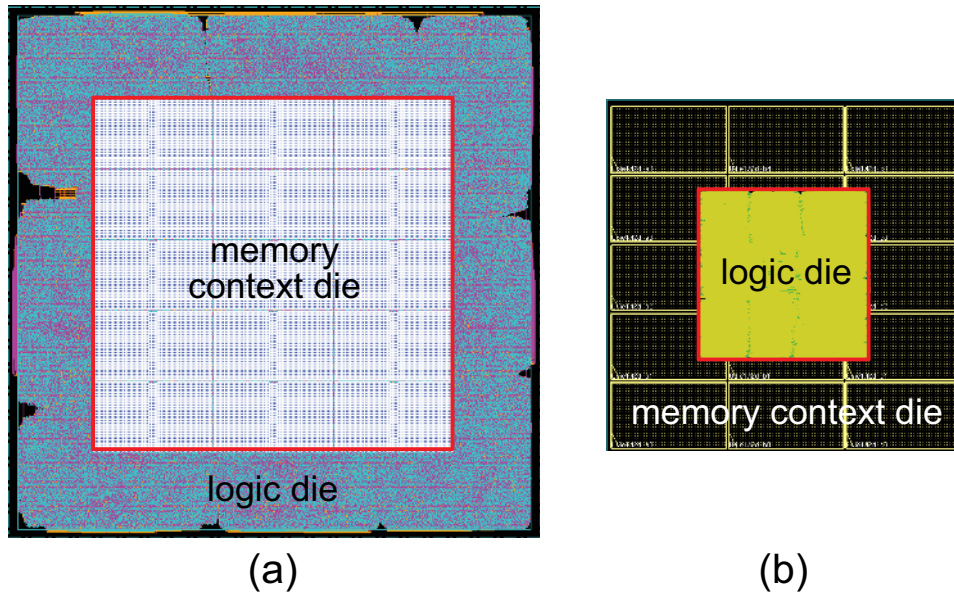 memory
context die
logic die
logic die
memory context die
(a)
(b)